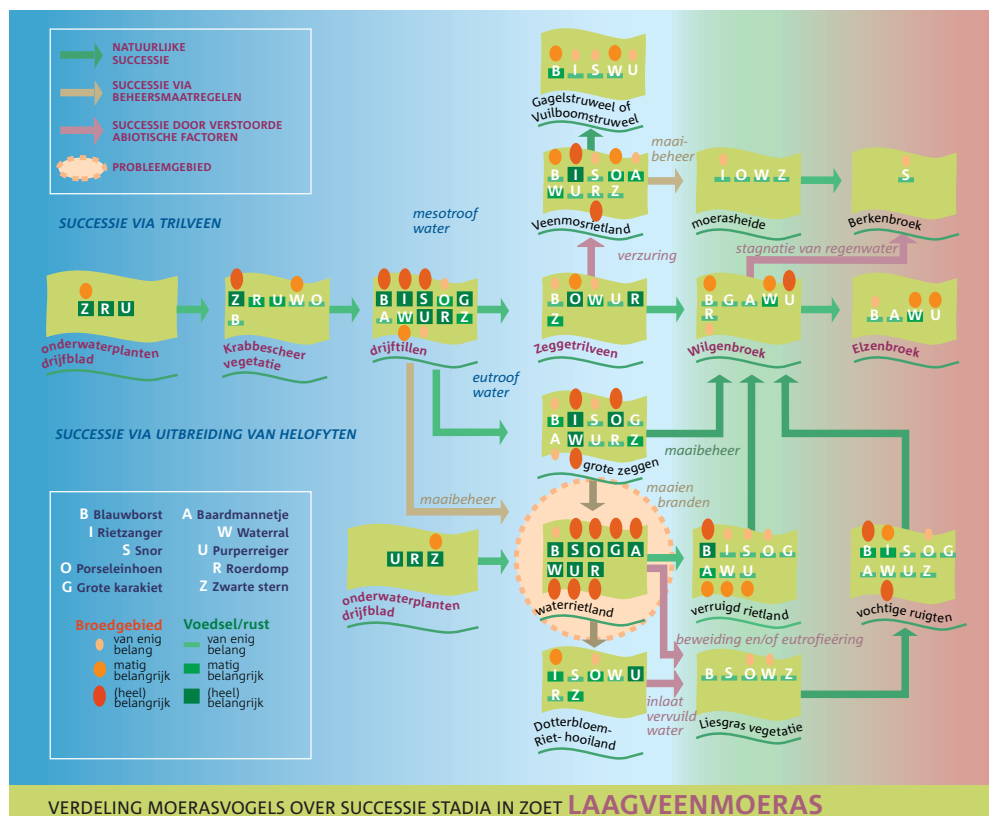 NATUURLIJKE
SUCCESSIE
SUCCESSIE VIA
BEHEERSMAATREGELEN
SUCCESSIE DOOR VERSTOORDE
ABIOTISCHE FACTOREN
PROBLEEMGEBIED
B I S W U
Gagelstruweel of
Vuilboomstruweel
maai-
beheer
B I S O A
W U R Z
Veenmosrietland
I O W Z
moerasheide
S
Berkenbroek
SUCCESSIE VIA TRILVEEN
mesotroof
water
verzuring
stagnatie van regenwater
Z R U
onderwaterplanten
drijfblad
Z R U W O
B
Krabbescheer
vegetatie
B I S O G
A W U R Z
drijftillen
B O W U R
Z
Zeggetrilveen
B G A W U
R
Wilgenbroek
B A W U
Elzenbroek
eutroof
water
SUCCESSIE VIA UITBREIDING VAN HELOFYTEN
B I S O G
A W U R Z
grote zeggen
maaibeheer
maaibeheer
maaien
branden
B Blauwborst
A Baardmannetje
I Rietzanger
W Waterral
S Snor
U Purperreiger
O Porseleinhoen
R Roerdomp
G Grote karakiet
Z Zwarte stern
Broedgebied
Voedsel/rust
van enig
belang
van enig
belang
matig
belangrijk
matig
belangrijk
(heel)
belangrijk
(heel)
belangrijk
U R Z
onderwaterplanten
drijfblad
B S O G A
W U R
waterrietland
B I S O G
A W U
verruigd rietland
B I S O G
A W U Z
vochtige ruigten
beweiding en/of eutrofieëring
I S O W U
R Z
Dotterbloem-
Riet- hooiland
inlaat
vervuild
water
B S O W Z
Liesgras vegetatie
VERDELING MOERASVOGELS OVER SUCCESSIE STADIA IN ZOET LAAGVEENMOERAS